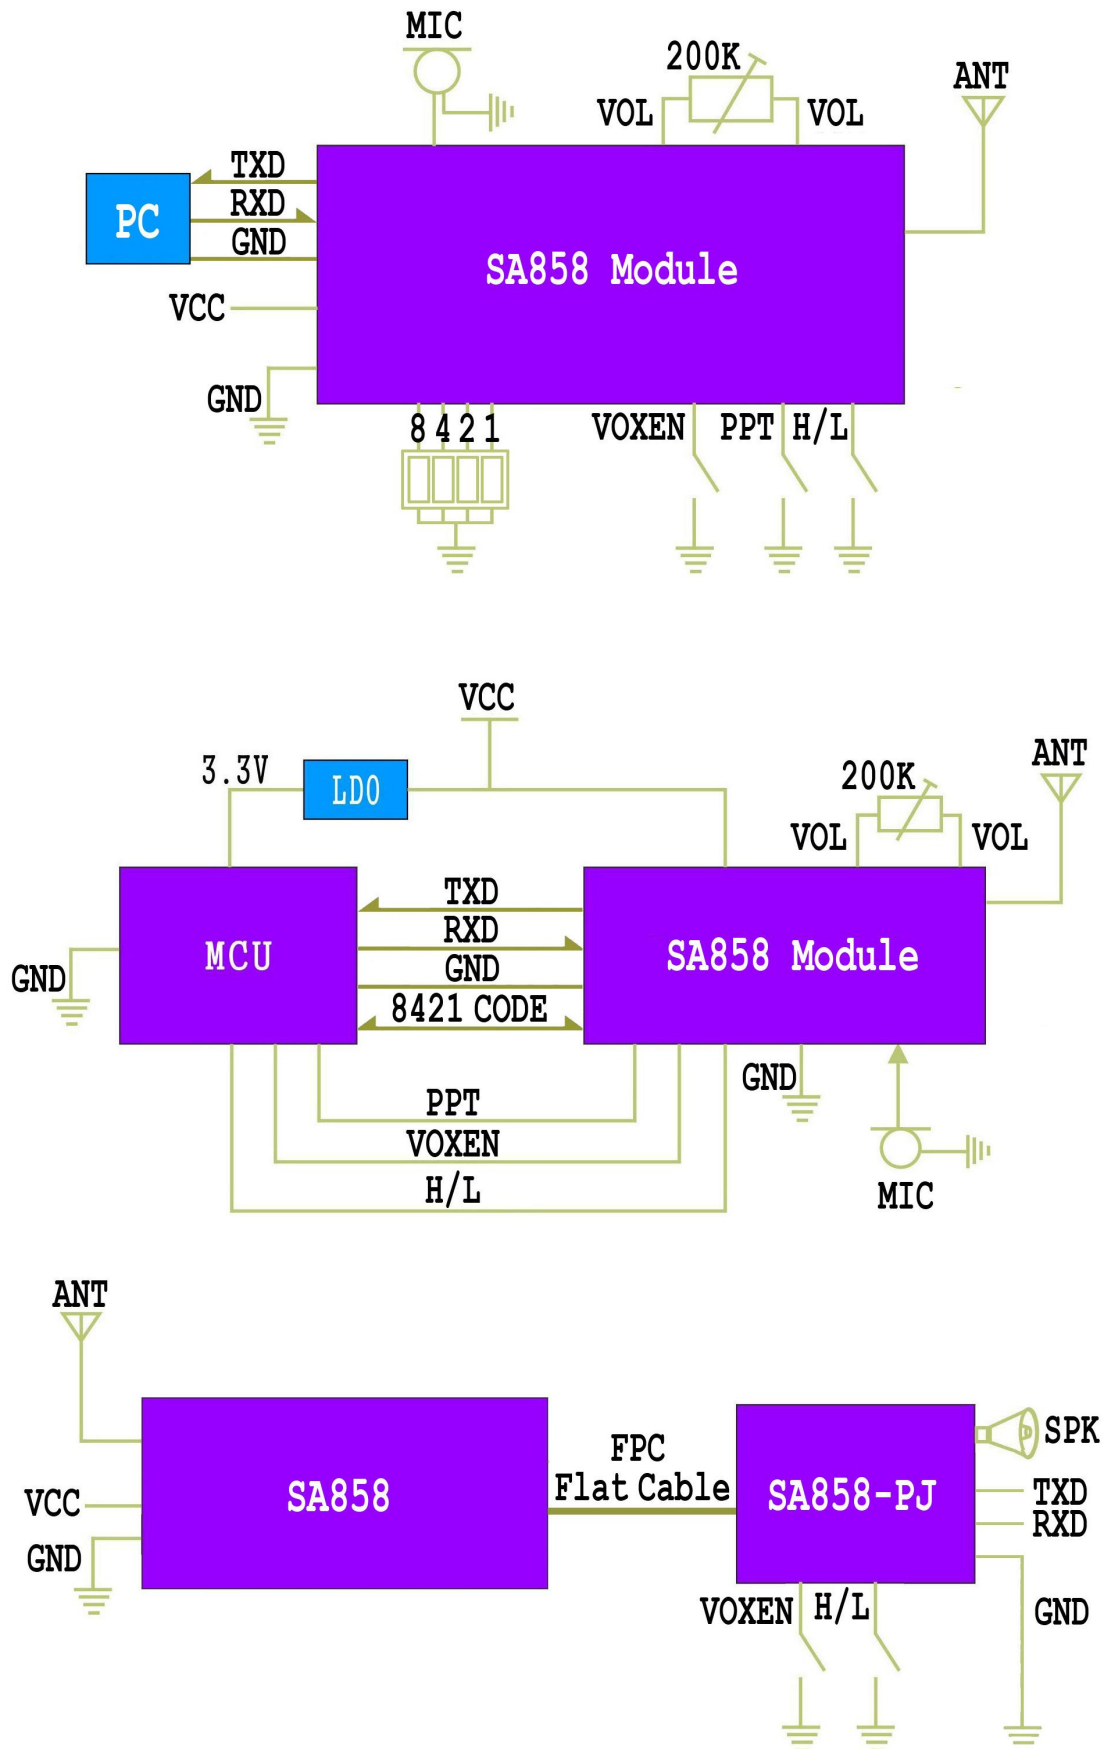 MIC
200K
ANT
VOL
VOL
TXD
PC
RXD
GND
SA858 Module
VCC
GND
8 4 2 1
VOXEN
PPT
H/L
VCC
3.3V
LDO
ANT
200K
VOL
VOL
TXD
MCU
RXD
SA858 Module
GND
GND
8421 CODE
GND
PPT
VOXEN
H/L
MIC
ANT
SPK
FPC
Flat Cable
SA858
SA858-PJ
VCC
TXD
RXD
GND
VOXEN
H/L
GND